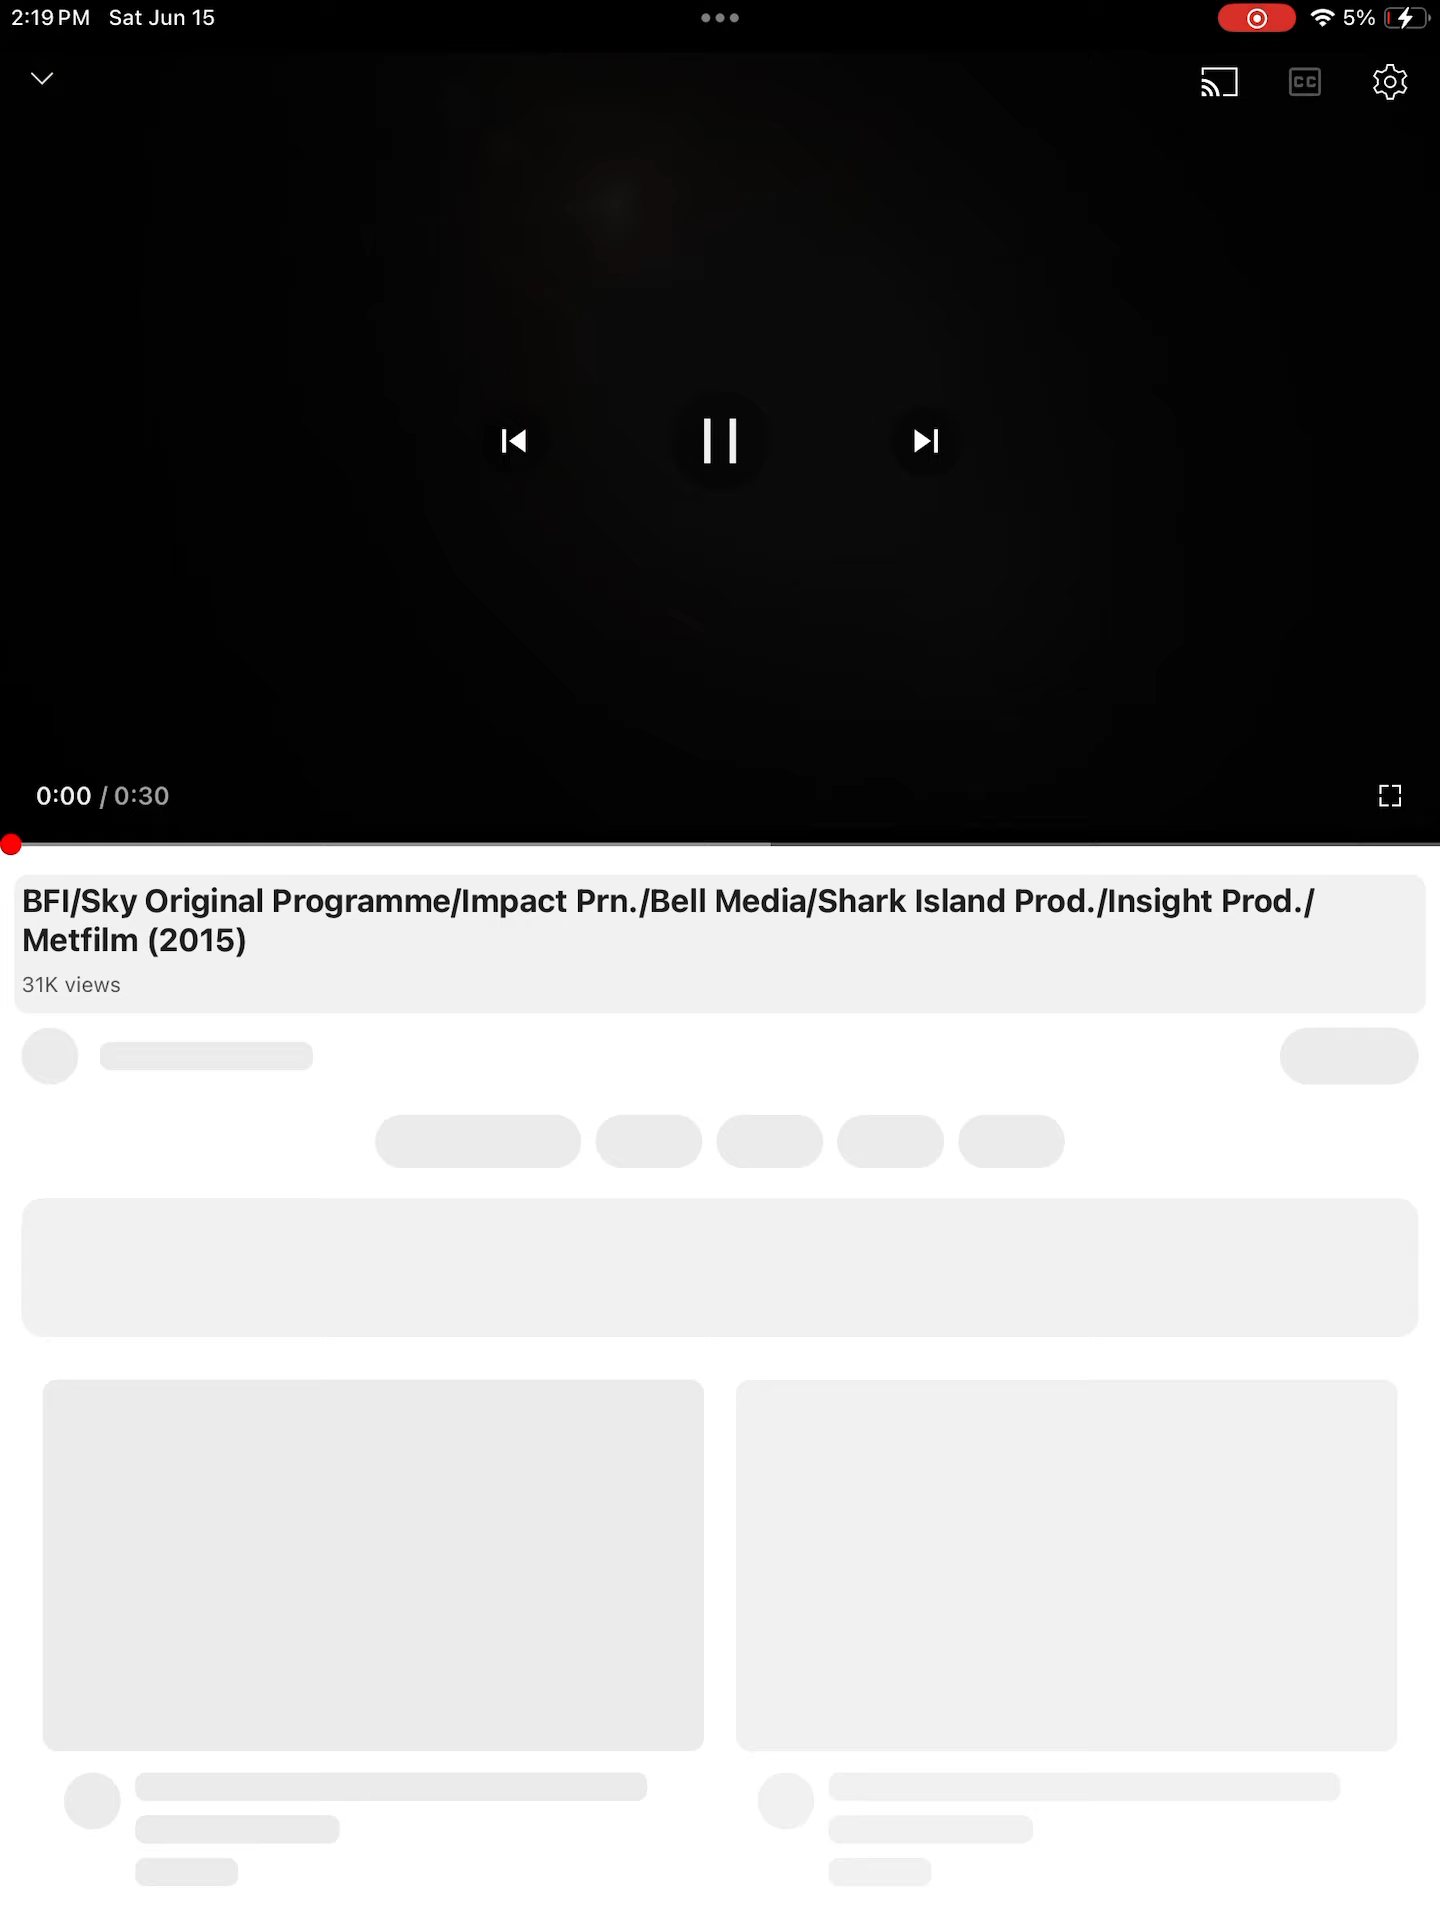 2:19 PM Sat Jun 15
5%
CC
0:00 / 0:30
BFI/Sky Original Programme/Impact Prn./Bell Media/Shark Island Prod./Insight Prod./
Metfilm (2015)
31K views